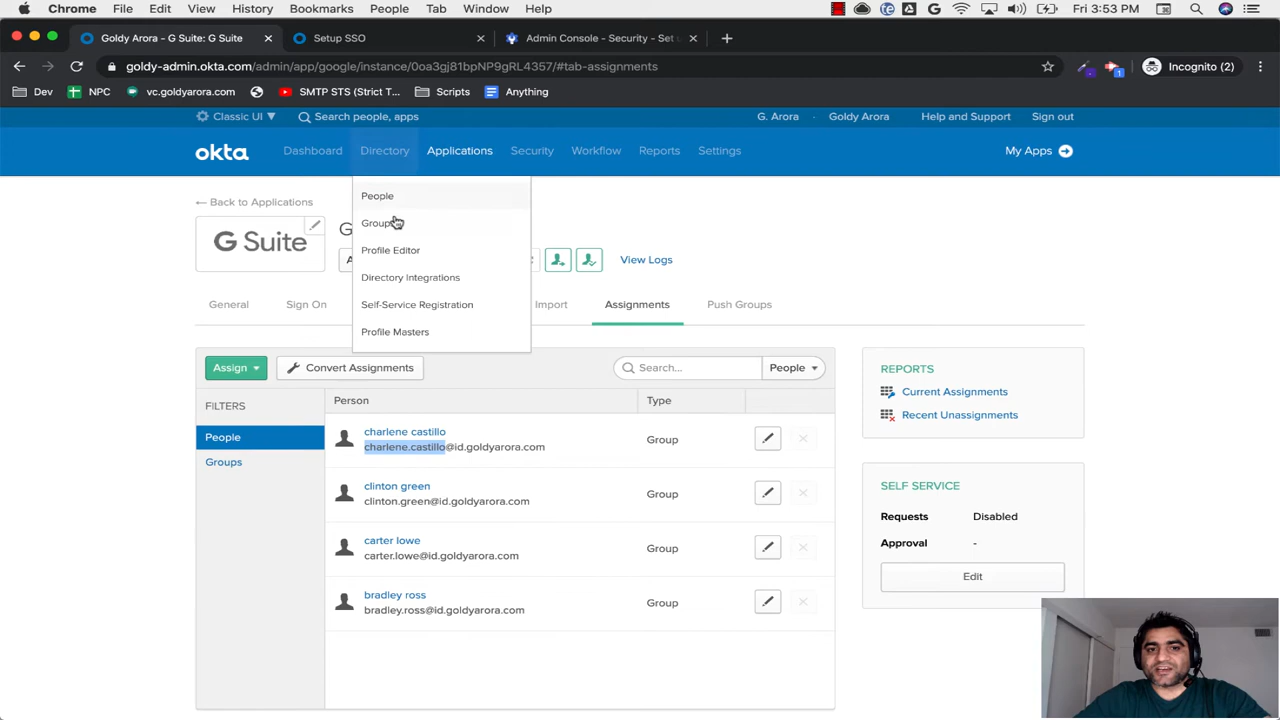 Chrome File Edit View History Bookmarks People Tab Window Help Fri 3:53 PM
Goldy Arora - G Suite: G Suite Setup SSO Admin Console - Security - Set
goldy-admin.okta.com/admin/app/google/instance/0oa3gj81bpNP9gRL4357/#tab-assignments Incognito (2)
Dev NPC vc.goldyarora.com SMTP STS (Strict T... Scripts Anything
Classic UI Search people, apps G. Arora · Goldy Arora Help and Support Sign out
okta Dashboard Directory Applications Security Workflow Reports Settings My Apps
People
← Back to Applications
G Suite G
Groups
Profile Editor
View Logs
Directory Integrations
General Sign On Self-Service Registration Import Assignments Push Groups
Profile Masters
Assign Convert Assignments Search... People
REPORTS
Current Assignments
Recent Unassignments
FILTERS Person Type
People
Groups
charlene castillo
charlene.castillo@id.goldyarora.com Group
clinton green
clinton.green@id.goldyarora.com Group
carter lowe
carter.lowe@id.goldyarora.com Group
bradley ross
bradley.ross@id.goldyarora.com Group
SELF SERVICE
Requests Disabled
Approval -
Edit